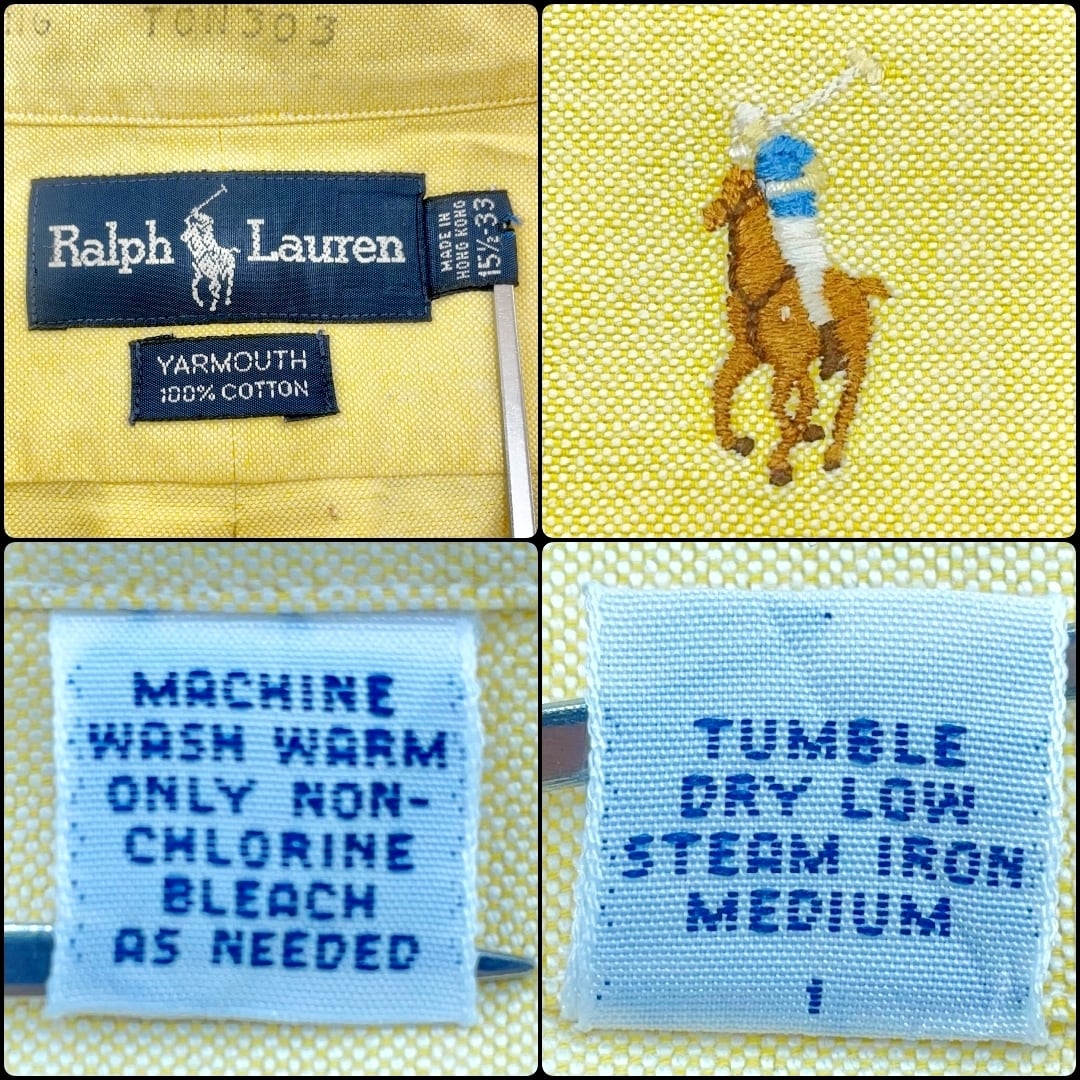 TON303
Ralph Lauren
MADE IN
HONG KONG
15½-33
YARMOUTH
100% COTTON
MACHINE
WASH WARM
ONLY NON-
CHLORINE
BLEACH
AS NEEDED
TUMBLE
DRY LOW
STEAM IRON
MEDIUM
1